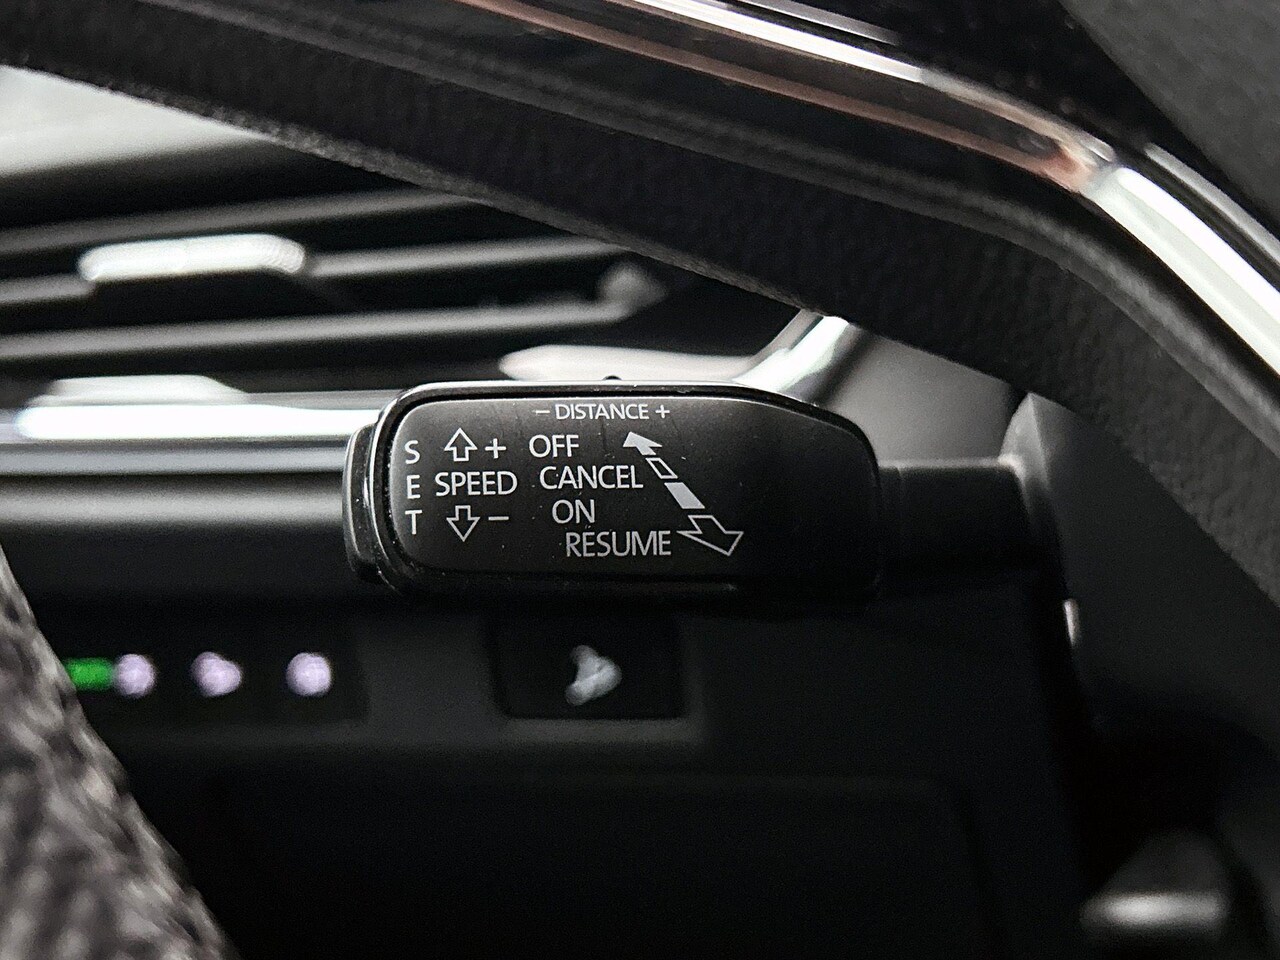 − DISTANCE +
S + OFF
E SPEED CANCEL
T − ON
RESUME